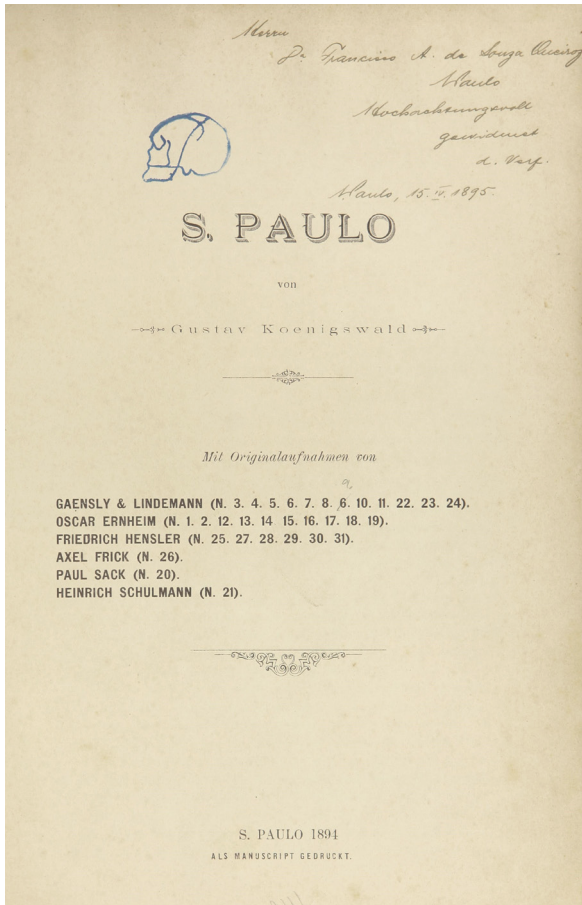 Herrn
Dr. Francisco A. de Souza Queiroz
S. Paulo
Hochachtungsvoll
gewidmet
d. Verf.
S. Paulo, 15. IV. 1895.
S. PAULO
von
Gustav Koenigswald
Mit Originalaufnahmen von
9
GAENSLY & LINDEMANN (N. 3. 4. 5. 6. 7. 8. 6. 10. 11. 22. 23. 24).
OSCAR ERNHEIM (N. 1. 2. 12. 13. 14 15. 16. 17. 18. 19).
FRIEDRICH HENSLER (N. 25. 27. 28. 29. 30. 31).
AXEL FRICK (N. 26).
PAUL SACK (N. 20).
HEINRICH SCHULMANN (N. 21).
S. PAULO 1894
ALS MANUSCRIPT GEDRUCKT.